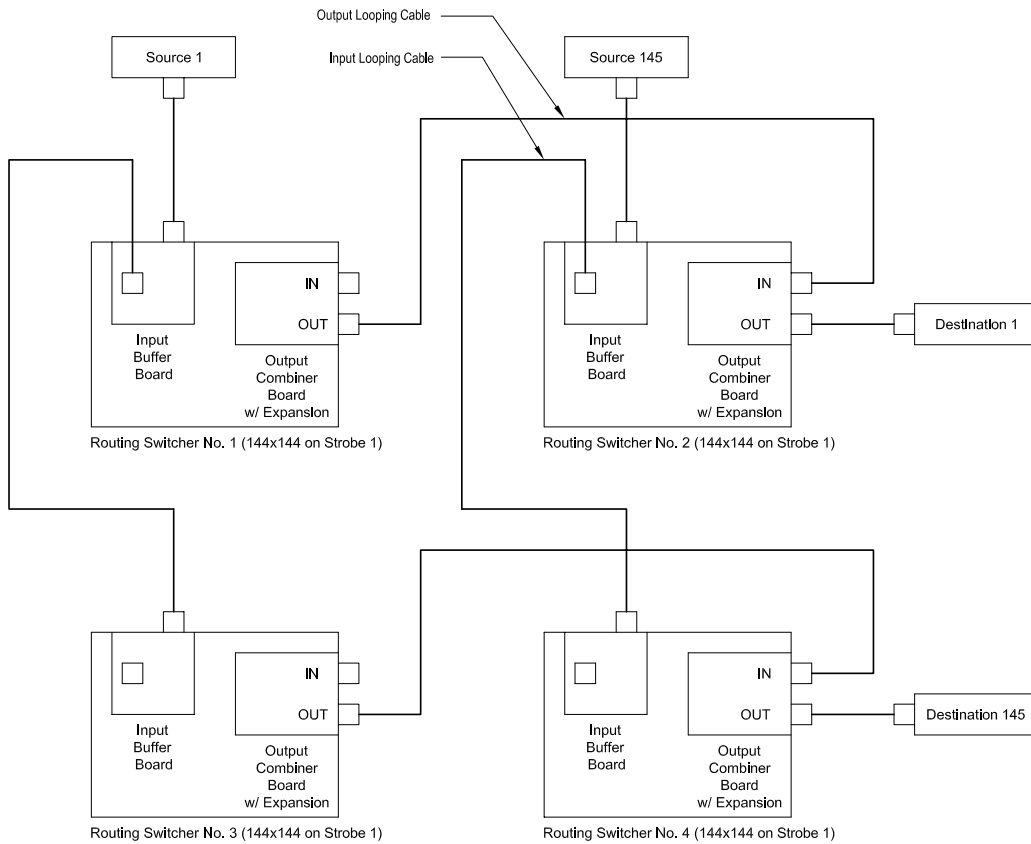 Output Looping Cable
Input Looping Cable
Source 1
Source 145
IN
OUT
Input
Buffer
Board
Output
Combiner
Board
w/ Expansion
Routing Switcher No. 1 (144x144 on Strobe 1)
IN
OUT
Input
Buffer
Board
Output
Combiner
Board
w/ Expansion
Destination 1
Routing Switcher No. 2 (144x144 on Strobe 1)
IN
OUT
Input
Buffer
Board
Output
Combiner
Board
w/ Expansion
Routing Switcher No. 3 (144x144 on Strobe 1)
IN
OUT
Input
Buffer
Board
Output
Combiner
Board
w/ Expansion
Destination 145
Routing Switcher No. 4 (144x144 on Strobe 1)